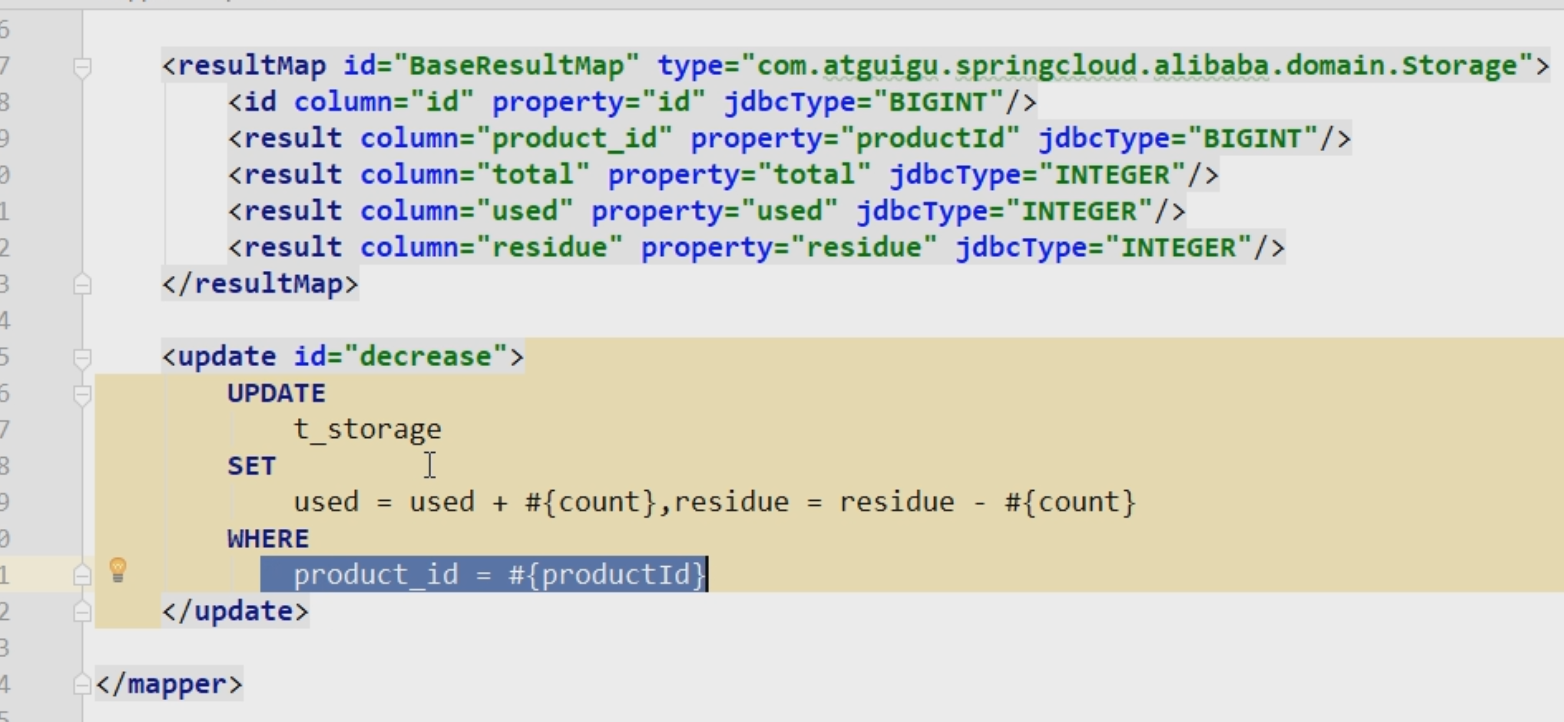 6
7 <resultMap id="BaseResultMap" type="com.atguigu.springcloud.alibaba.domain.Storage">
8 <id column="id" property="id" jdbcType="BIGINT"/>
9 <result column="product_id" property="productId" jdbcType="BIGINT"/>
0 <result column="total" property="total" jdbcType="INTEGER"/>
1 <result column="used" property="used" jdbcType="INTEGER"/>
2 <result column="residue" property="residue" jdbcType="INTEGER"/>
3 </resultMap>
4
5 <update id="decrease">
6 UPDATE
7 t_storage
8 SET
9 used = used + #{count},residue = residue - #{count}
0 WHERE
1 product_id = #{productId}
2 </update>
3
4 </mapper>
5